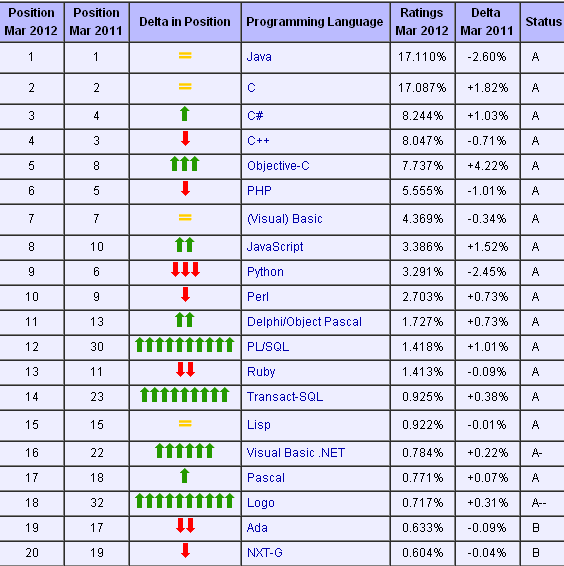 Position Mar 2012 Position Mar 2011 Delta in Position Programming Language Ratings Mar 2012 Delta Mar 2011 Status
1 1 = Java 17.110% -2.60% A
2 2 = C 17.087% +1.82% A
3 4 ↑ C# 8.244% +1.03% A
4 3 ↓ C++ 8.047% -0.71% A
5 8 ↑↑↑ Objective-C 7.737% +4.22% A
6 5 ↓ PHP 5.555% -1.01% A
7 7 = (Visual) Basic 4.369% -0.34% A
8 10 ↑↑ JavaScript 3.386% +1.52% A
9 6 ↓↓↓ Python 3.291% -2.45% A
10 9 ↓ Perl 2.703% +0.73% A
11 13 ↑↑ Delphi/Object Pascal 1.727% +0.73% A
12 30 ↑↑↑↑↑↑↑↑↑↑ PL/SQL 1.418% +1.01% A
13 11 ↓↓ Ruby 1.413% -0.09% A
14 23 ↑↑↑↑↑↑↑↑↑ Transact-SQL 0.925% +0.38% A
15 15 = Lisp 0.922% -0.01% A
16 22 ↑↑↑↑↑↑ Visual Basic .NET 0.784% +0.22% A-
17 18 ↑ Pascal 0.771% +0.07% A
18 32 ↑↑↑↑↑↑↑↑↑↑ Logo 0.717% +0.31% A--
19 17 ↓↓ Ada 0.633% -0.09% B
20 19 ↓ NXT-G 0.604% -0.04% B